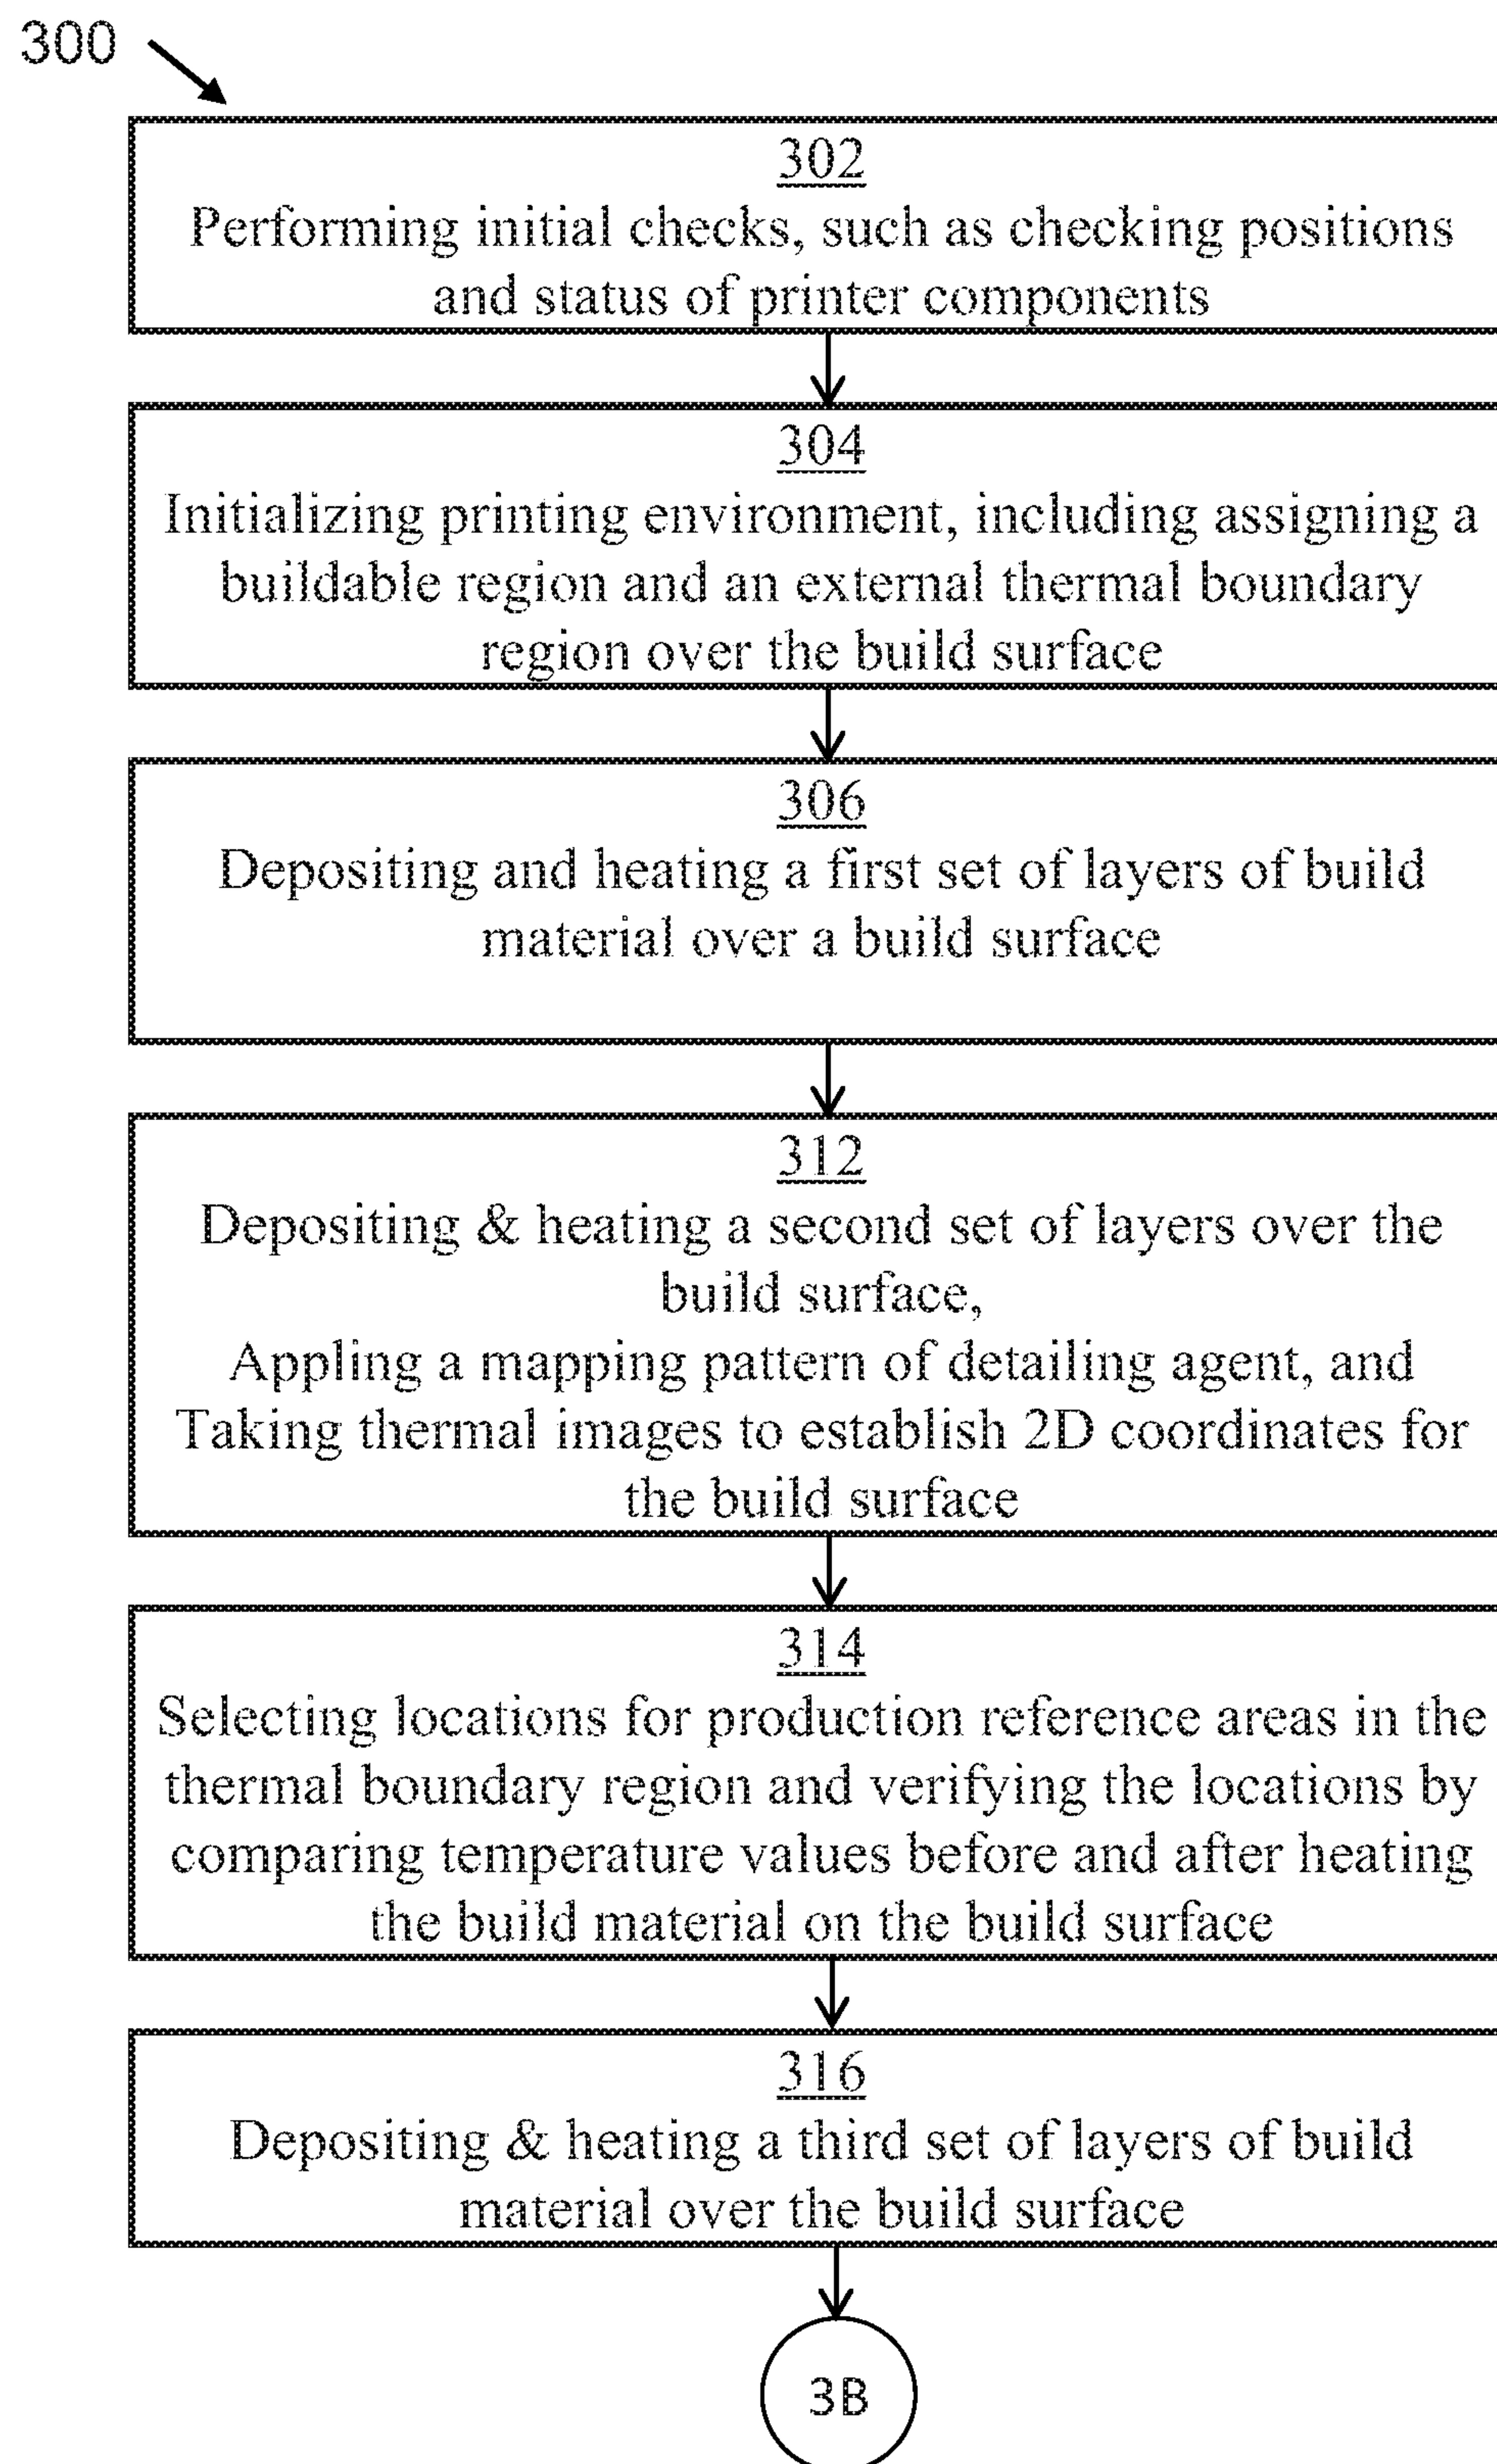 300
302
Performing initial checks, such as checking positions
and status of printer components
304
Initializing printing environment, including assigning a
buildable region and an external thermal boundary
region over the build surface
306
Depositing and heating a first set of layers of build
material over a build surface
312
Depositing & heating a second set of layers over the
build surface,
Appling a mapping pattern of detailing agent, and
Taking thermal images to establish 2D coordinates for
the build surface
314
Selecting locations for production reference areas in the
thermal boundary region and verifying the locations by
comparing temperature values before and after heating
the build material on the build surface
316
Depositing & heating a third set of layers of build
material over the build surface
3B